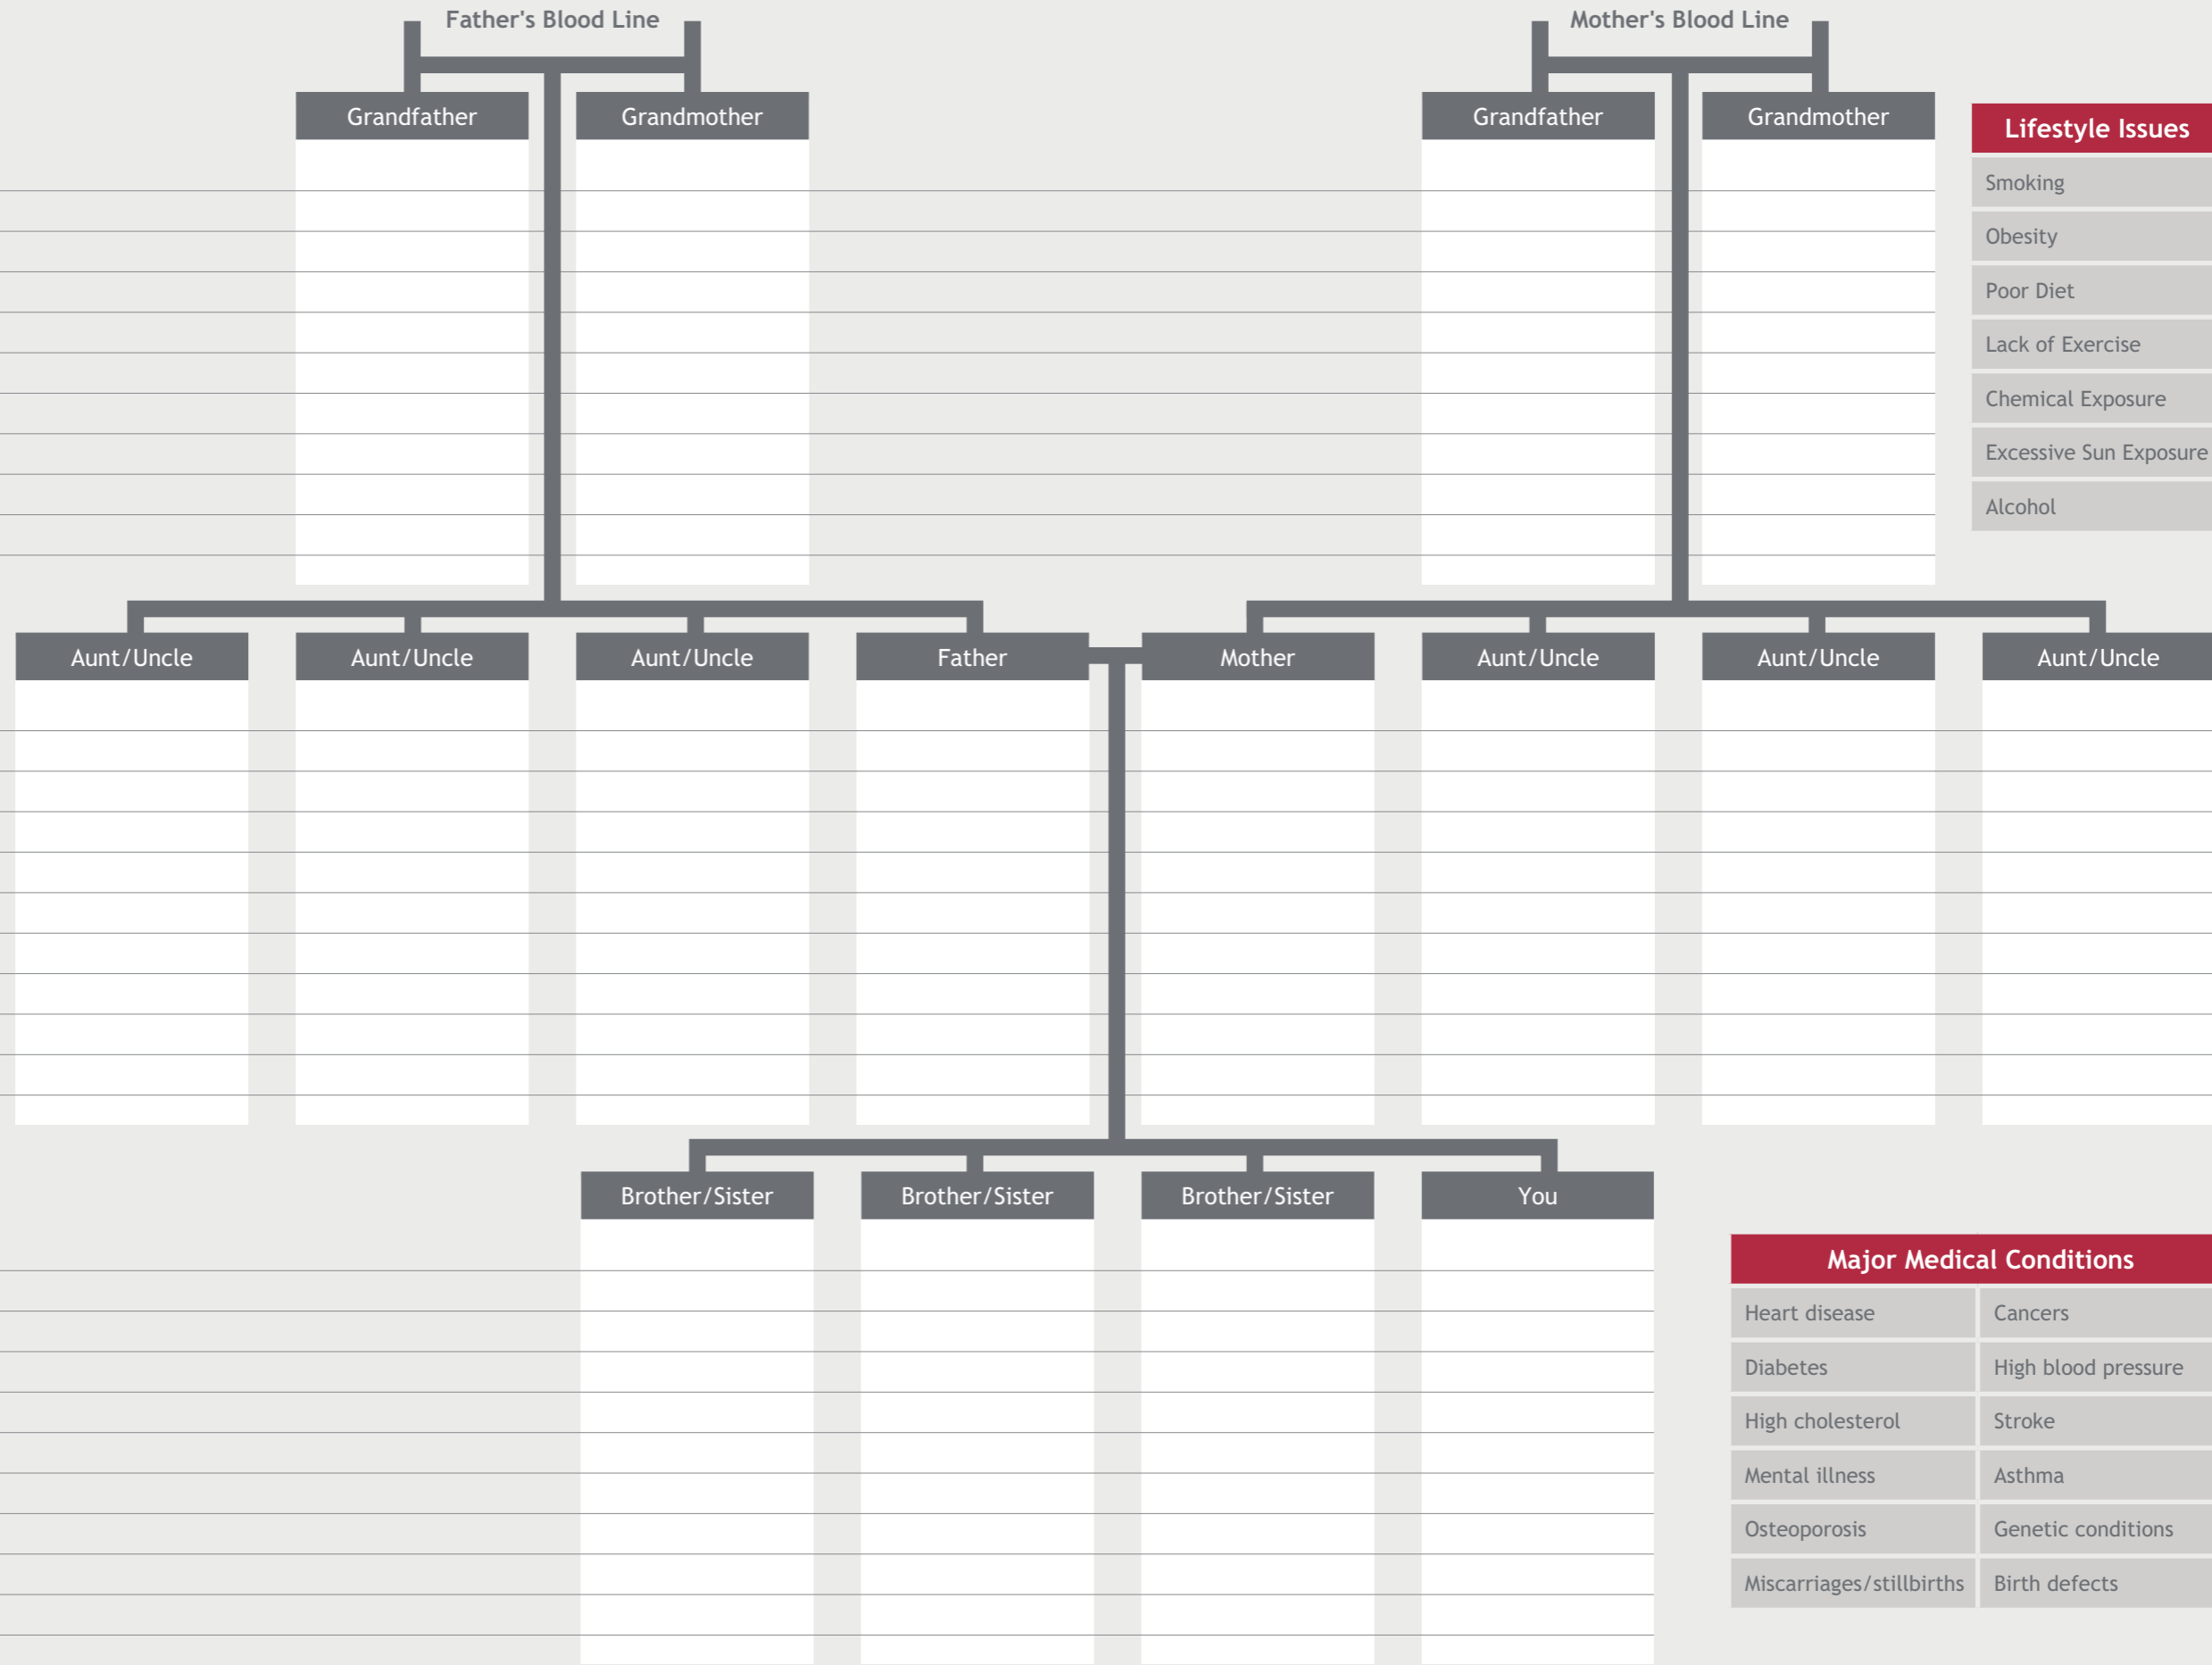 Father's Blood Line
Mother's Blood Line
Grandfather
Grandmother
Grandfather
Grandmother
Lifestyle Issues
Smoking
Obesity
Poor Diet
Lack of Exercise
Chemical Exposure
Excessive Sun Exposure
Alcohol
Aunt/Uncle
Aunt/Uncle
Aunt/Uncle
Father
Mother
Aunt/Uncle
Aunt/Uncle
Aunt/Uncle
Brother/Sister
Brother/Sister
Brother/Sister
You
Major Medical Conditions
Heart disease
Cancers
Diabetes
High blood pressure
High cholesterol
Stroke
Mental illness
Asthma
Osteoporosis
Genetic conditions
Miscarriages/stillbirths
Birth defects